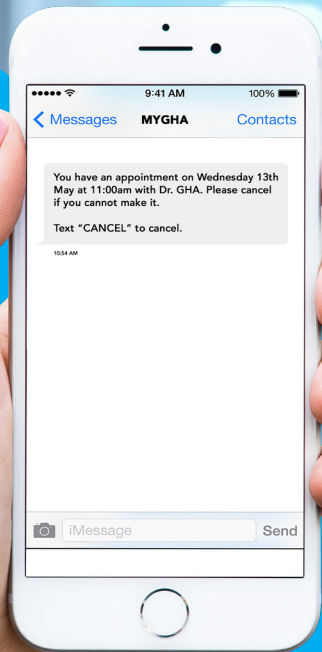 9:41 AM 100%
Messages MYGHA Contacts
You have an appointment on Wednesday 13th
May at 11:00am with Dr. GHA. Please cancel
if you cannot make it.
Text “CANCEL” to cancel.
10:54 AM
iMessage Send